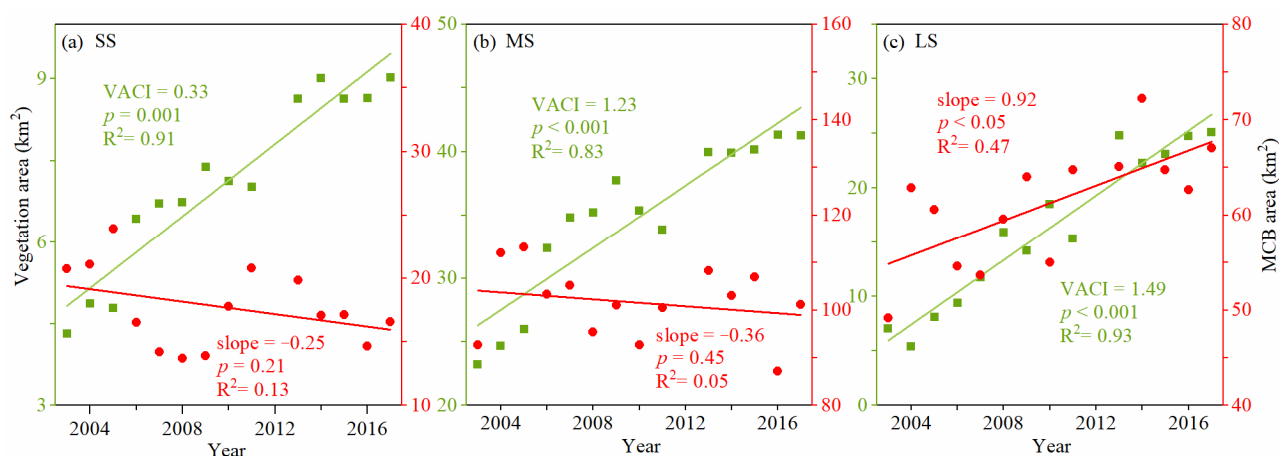 (a) SS
VACI = 0.33
p = 0.001
R²= 0.91
slope = −0.25
p = 0.21
R²= 0.13
Vegetation area (km²)
9
6
3
40
30
20
10
2004
2008
2012
2016
Year
(b) MS
VACI = 1.23
p < 0.001
R²= 0.83
slope = −0.36
p = 0.45
R²= 0.05
50
40
30
20
160
140
120
100
80
2004
2008
2012
2016
Year
(c) LS
slope = 0.92
p < 0.05
R²= 0.47
VACI = 1.49
p < 0.001
R²= 0.93
30
20
10
0
80
70
60
50
40
MCB area (km²)
2004
2008
2012
2016
Year